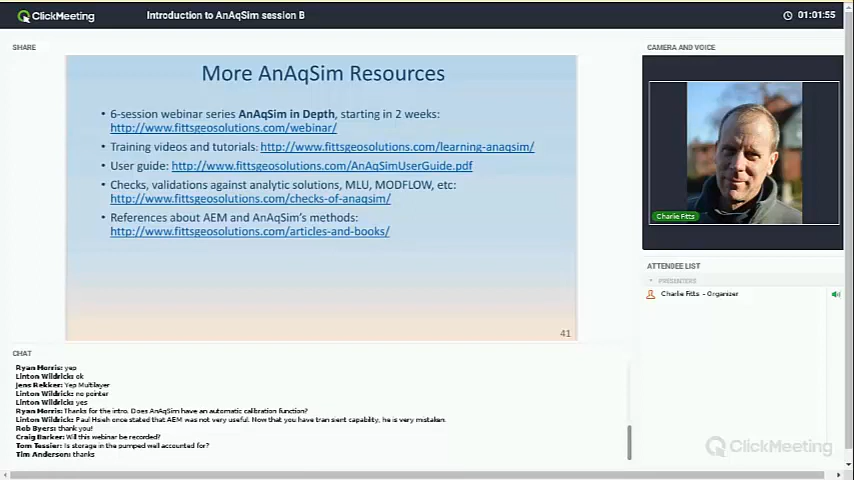 ClickMeeting
Introduction to AnAqSim session B
01:01:55
SHARE
CAMERA AND VOICE
More AnAqSim Resources
• 6-session webinar series AnAqSim in Depth, starting in 2 weeks:
http://www.fittsgeosolutions.com/webinar/
• Training videos and tutorials: http://www.fittsgeosolutions.com/learning-anaqsim/
• User guide: http://www.fittsgeosolutions.com/AnAqSimUserGuide.pdf
• Checks, validations against analytic solutions, MLU, MODFLOW, etc:
http://www.fittsgeosolutions.com/checks-of-anaqsim/
• References about AEM and AnAqSim's methods:
http://www.fittsgeosolutions.com/articles-and-books/
41
Charlie Fitts
ATTENDEE LIST
PRESENTERS
Charlie Fitts - Organizer
CHAT
Ryan Morris: yep
Linton Wildrick: ok
Jens Rekker: Yep Multilayer
Linton Wildrick: no pointer
Linton Wildrick: yes
Ryan Morris: Thanks for the intro. Does AnAqSim have an automatic calibration function?
Linton Wildrick: Paul Hsieh once stated that AEM was not very useful. Now that you have transient capability, he is very mistaken.
Rob Byers: thank you!
Craig Barker: Will this webinar be recorded?
Tom Tessier: Is storage in the pumped well accounted for?
Tim Anderson: thanks
ClickMeeting